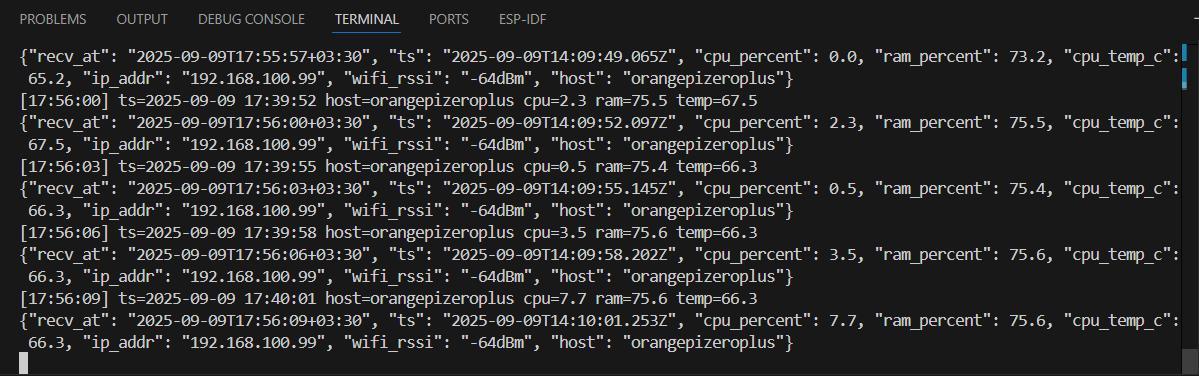 PROBLEMS OUTPUT DEBUG CONSOLE TERMINAL PORTS ESP-IDF
{"recv_at": "2025-09-09T17:55:57+03:30", "ts": "2025-09-09T14:09:49.065Z", "cpu_percent": 0.0, "ram_percent": 73.2, "cpu_temp_c":
65.2, "ip_addr": "192.168.100.99", "wifi_rssi": "-64dBm", "host": "orangepizeroplus"}
[17:56:00] ts=2025-09-09 17:39:52 host=orangepizeroplus cpu=2.3 ram=75.5 temp=67.5
{"recv_at": "2025-09-09T17:56:00+03:30", "ts": "2025-09-09T14:09:52.097Z", "cpu_percent": 2.3, "ram_percent": 75.5, "cpu_temp_c":
67.5, "ip_addr": "192.168.100.99", "wifi_rssi": "-64dBm", "host": "orangepizeroplus"}
[17:56:03] ts=2025-09-09 17:39:55 host=orangepizeroplus cpu=0.5 ram=75.4 temp=66.3
{"recv_at": "2025-09-09T17:56:03+03:30", "ts": "2025-09-09T14:09:55.145Z", "cpu_percent": 0.5, "ram_percent": 75.4, "cpu_temp_c":
66.3, "ip_addr": "192.168.100.99", "wifi_rssi": "-64dBm", "host": "orangepizeroplus"}
[17:56:06] ts=2025-09-09 17:39:58 host=orangepizeroplus cpu=3.5 ram=75.6 temp=66.3
{"recv_at": "2025-09-09T17:56:06+03:30", "ts": "2025-09-09T14:09:58.202Z", "cpu_percent": 3.5, "ram_percent": 75.6, "cpu_temp_c":
66.3, "ip_addr": "192.168.100.99", "wifi_rssi": "-64dBm", "host": "orangepizeroplus"}
[17:56:09] ts=2025-09-09 17:40:01 host=orangepizeroplus cpu=7.7 ram=75.6 temp=66.3
{"recv_at": "2025-09-09T17:56:09+03:30", "ts": "2025-09-09T14:10:01.253Z", "cpu_percent": 7.7, "ram_percent": 75.6, "cpu_temp_c":
66.3, "ip_addr": "192.168.100.99", "wifi_rssi": "-64dBm", "host": "orangepizeroplus"}